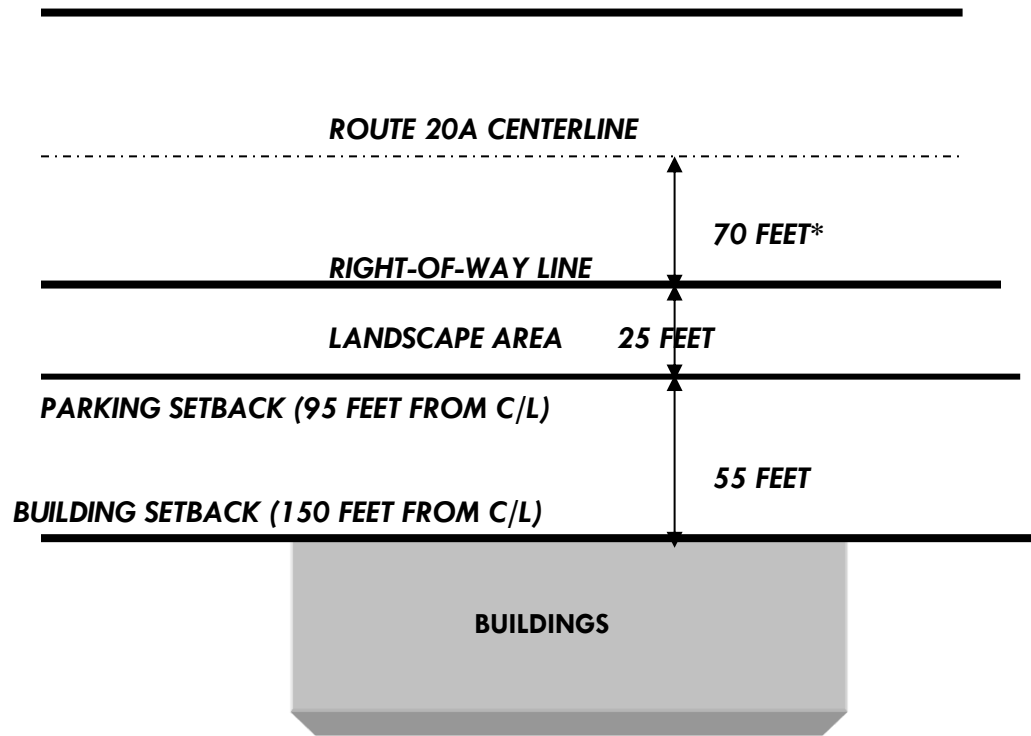 ROUTE 20A CENTERLINE
70 FEET*
RIGHT-OF-WAY LINE
LANDSCAPE AREA 25 FEET
PARKING SETBACK (95 FEET FROM C/L)
55 FEET
BUILDING SETBACK (150 FEET FROM C/L)
BUILDINGS